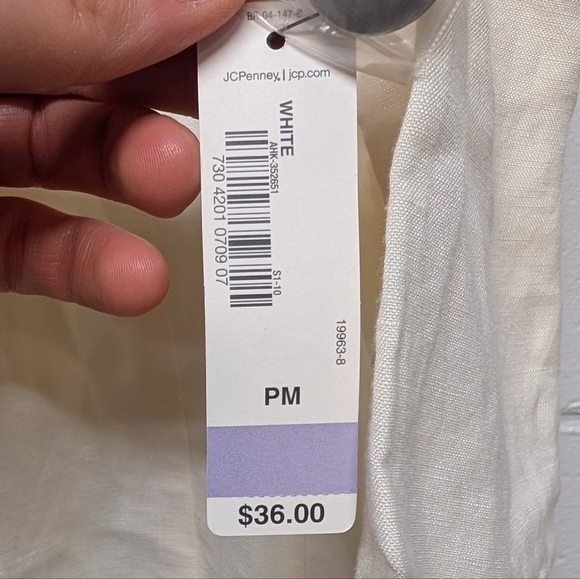 JCPenney. | jcp.com
WHITE
AHK-352651
730 4201 0709 07
S1-10
19963-8
PM
$36.00